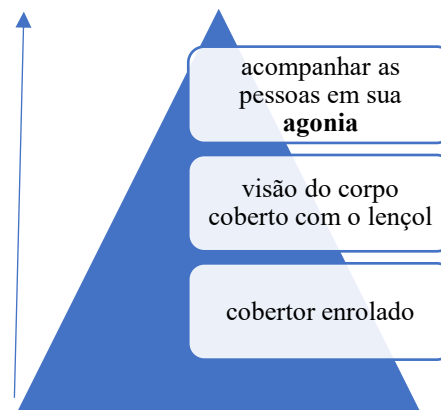 acompanhar as
pessoas em sua
agonia
visão do corpo
coberto com o lençol
cobertor enrolado